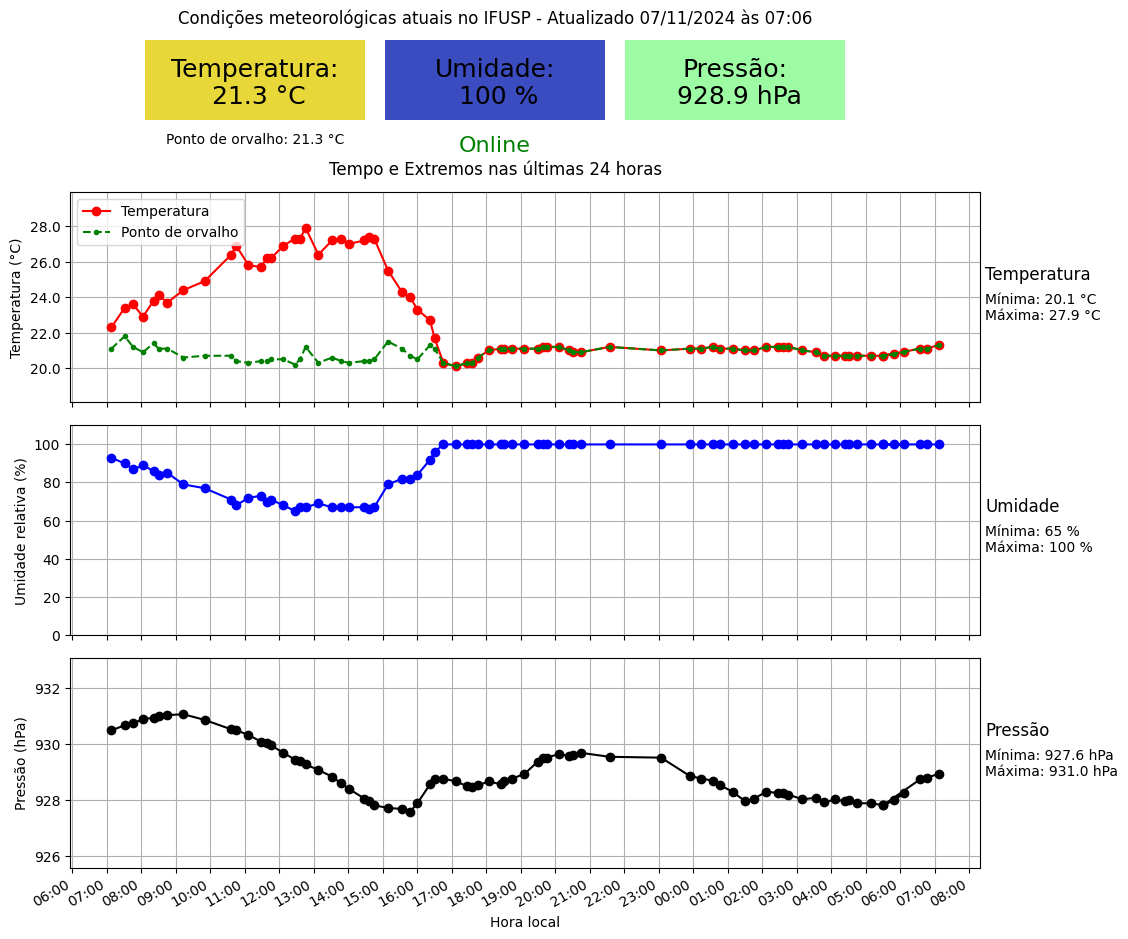 Condições meteorológicas atuais no IFUSP - Atualizado 07/11/2024 às 07:06
Temperatura:
21.3 °C
Umidade:
100 %
Pressão:
928.9 hPa
Ponto de orvalho: 21.3 °C
Online
Tempo e Extremos nas últimas 24 horas
Temperatura
Ponto de orvalho
Temperatura (°C)
28.0
26.0
24.0
22.0
20.0
Temperatura
Mínima: 20.1 °C
Máxima: 27.9 °C
Umidade relativa (%)
100
80
60
40
20
0
Umidade
Mínima: 65 %
Máxima: 100 %
Pressão (hPa)
932
930
928
926
Pressão
Mínima: 927.6 hPa
Máxima: 931.0 hPa
06:00 07:00 08:00 09:00 10:00 11:00 12:00 13:00 14:00 15:00 16:00 17:00 18:00 19:00 20:00 21:00 22:00 23:00 00:00 01:00 02:00 03:00 04:00 05:00 06:00 07:00 08:00
Hora local